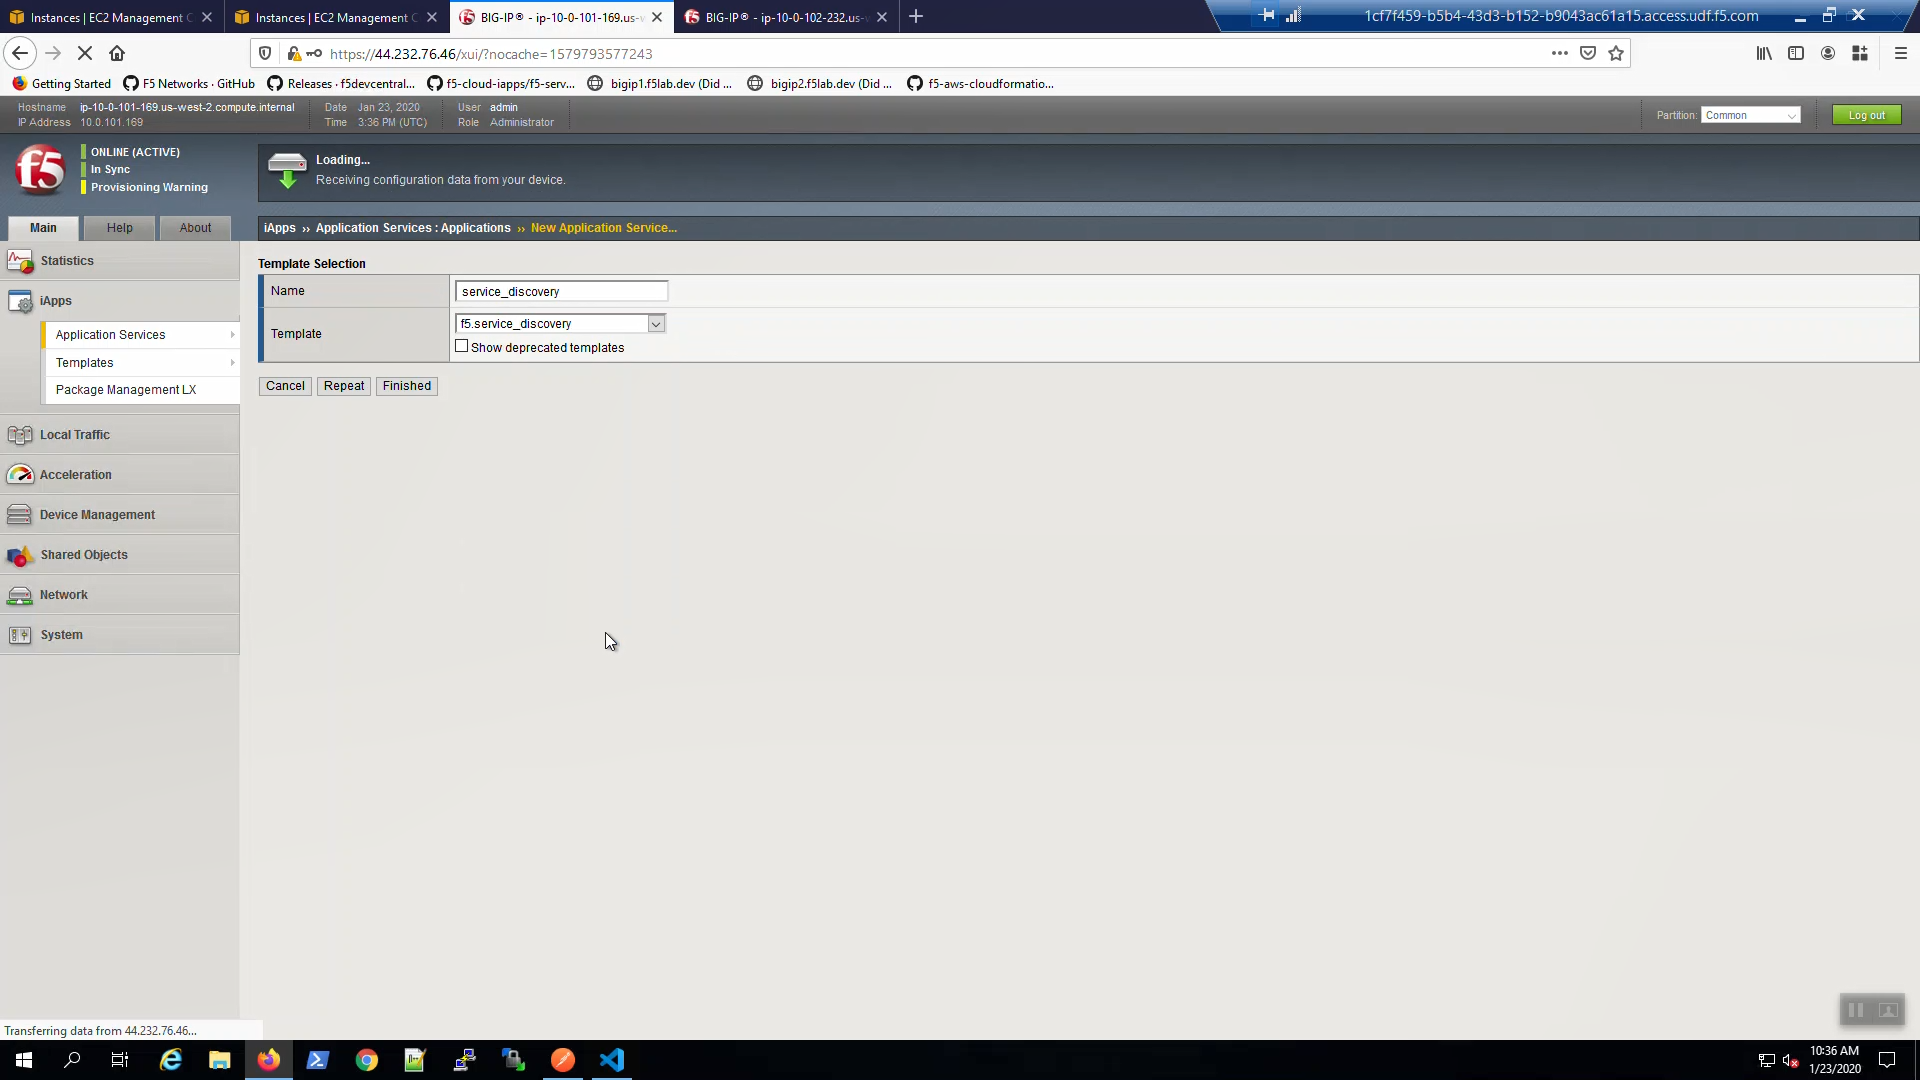 Instances | EC2 Management C
Instances | EC2 Management C
BIG-IP® - ip-10-0-101-169.us-w
BIG-IP® - ip-10-0-102-232.us-w
1cf7f459-b5b4-43d3-b152-b9043ac61a15.access.udf.f5.com
https://44.232.76.46/xui/?nocache=1579793577243
Getting Started
F5 Networks · GitHub
Releases · f5devcentral...
f5-cloud-iapps/f5-serv...
bigip1.f5lab.dev (Did ...
bigip2.f5lab.dev (Did ...
f5-aws-cloudformatio...
Hostname ip-10-0-101-169.us-west-2.compute.internal
IP Address 10.0.101.169
Date Jan 23, 2020
Time 3:36 PM (UTC)
User admin
Role Administrator
Partition: Common
Log out
f5
ONLINE (ACTIVE)
In Sync
Provisioning Warning
Loading...
Receiving configuration data from your device.
Main
Help
About
iApps ›› Application Services : Applications ›› New Application Service...
Statistics
iApps
Application Services
Templates
Package Management LX
Local Traffic
Acceleration
Device Management
Shared Objects
Network
System
Template Selection
Name
service_discovery
Template
f5.service_discovery
Show deprecated templates
Cancel
Repeat
Finished
Transferring data from 44.232.76.46...
10:36 AM
1/23/2020